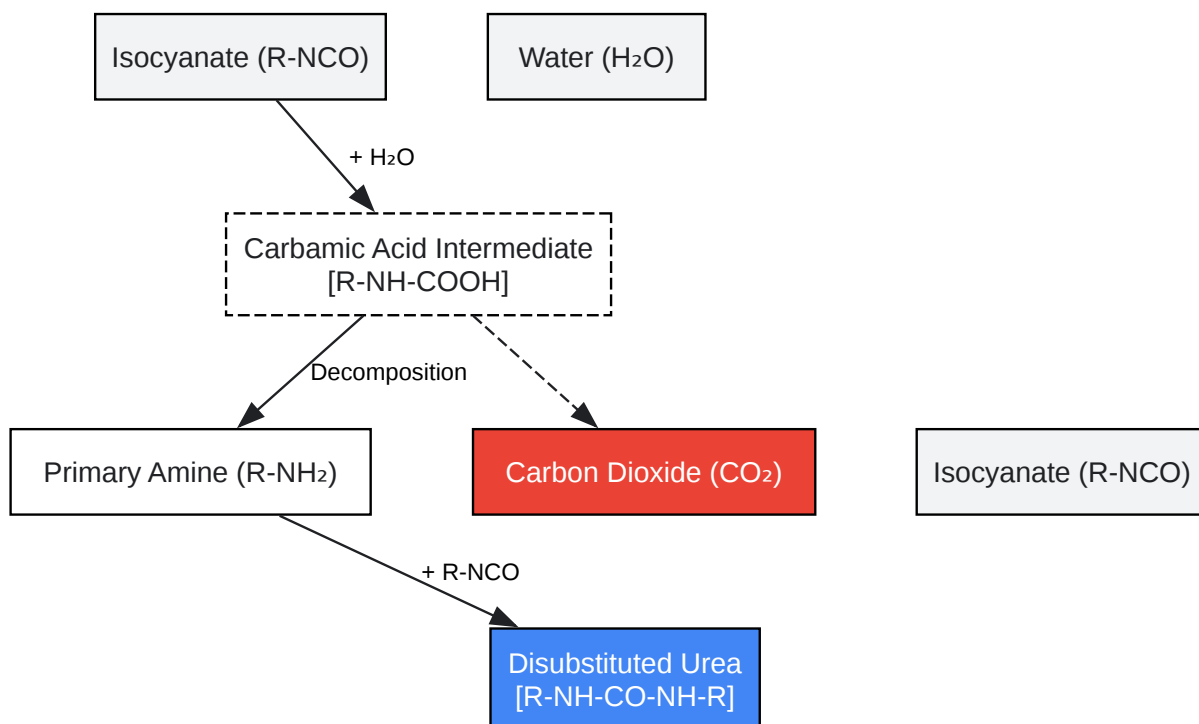 Isocyanate (R-NCO)
Water (H₂O)
+ H₂O
Carbamic Acid Intermediate
[R-NH-COOH]
Decomposition
Primary Amine (R-NH₂)
Carbon Dioxide (CO₂)
Isocyanate (R-NCO)
+ R-NCO
Disubstituted Urea
[R-NH-CO-NH-R]